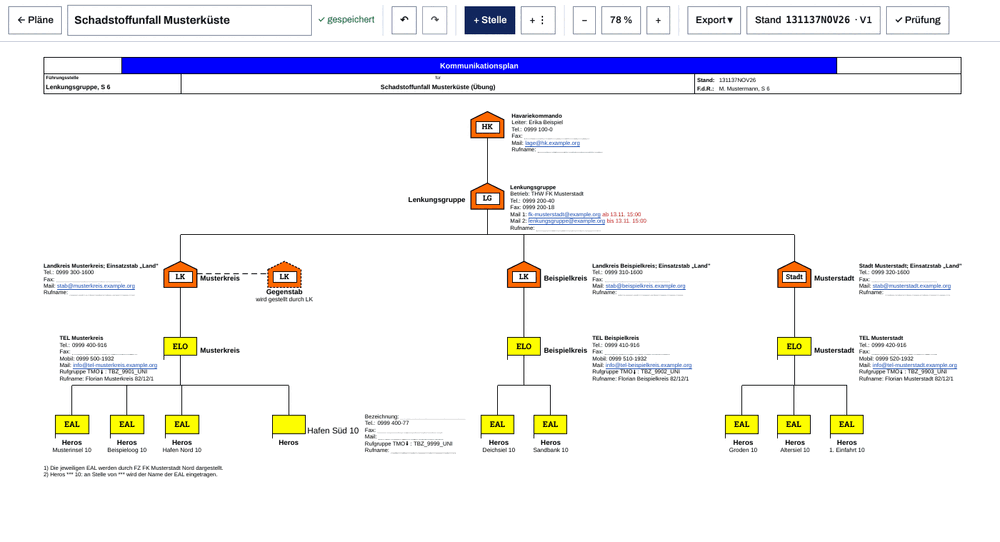 ← Pläne
Schadstoffunfall Musterküste
✓ gespeichert
↶
↷
+ Stelle
+ ⋮
−
78 %
+
Export ▾
Stand 131137NOV26 · V1
✓ Prüfung
Kommunikationsplan
Führungsstelle
Lenkungsgruppe, S 6
für
Schadstoffunfall Musterküste (Übung)
Stand: 131137NOV26
F.d.R.: M. Mustermann, S 6
HK
Havariekommando
Leiter: Erika Beispiel
Tel.: 0999 100-0
Fax:
Mail: lage@hk.example.org
Rufname:
Lenkungsgruppe
LG
Lenkungsgruppe
Betrieb: THW FK Musterstadt
Tel.: 0999 200-40
Fax: 0999 200-18
Mail 1: fk-musterstadt@example.org ab 13.11. 15:00
Mail 2: lenkungsgruppe@example.org bis 13.11. 15:00
Rufname:
Landkreis Musterkreis; Einsatzstab „Land"
Tel.: 0999 300-1600
Fax:
Mail: stab@musterkreis.example.org
Rufname:
LK
Musterkreis
LK
Gegenstab
wird gestellt durch LK
LK
Beispielkreis
Landkreis Beispielkreis; Einsatzstab „Land"
Tel.: 0999 310-1600
Fax:
Mail: stab@beispielkreis.example.org
Rufname:
Stadt
Musterstadt
Stadt Musterstadt; Einsatzstab „Land"
Tel.: 0999 320-1600
Fax:
Mail: stab@musterstadt.example.org
Rufname:
TEL Musterkreis
Tel.: 0999 400-916
Fax:
Mobil: 0999 500-1932
Mail: info@tel-musterkreis.example.org
Rufgruppe TMO⬇: TBZ_9901_UNI
Rufname: Florian Musterkreis 82/12/1
ELO
Musterkreis
ELO
Beispielkreis
TEL Beispielkreis
Tel.: 0999 410-916
Fax:
Mobil: 0999 510-1932
Mail: info@tel-beispielkreis.example.org
Rufgruppe TMO⬇: TBZ_9902_UNI
Rufname: Florian Beispielkreis 82/12/1
ELO
Musterstadt
TEL Musterstadt
Tel.: 0999 420-916
Fax:
Mobil: 0999 520-1932
Mail: info@tel-musterstadt.example.org
Rufgruppe TMO⬇: TBZ_9903_UNI
Rufname: Florian Musterstadt 82/12/1
EAL
Heros
Musterinsel 10
EAL
Heros
Beispieloog 10
EAL
Heros
Hafen Nord 10
Heros
Hafen Süd 10
Bezeichnung:
Tel.: 0999 400-77
Fax:
Mail:
Rufgruppe TMO⬇: TBZ_9999_UNI
Rufname:
EAL
Heros
Deichsiel 10
EAL
Heros
Sandbank 10
EAL
Heros
Groden 10
EAL
Heros
Altersiel 10
EAL
Heros
1. Einfahrt 10
1) Die jeweiligen EAL werden durch FZ FK Musterstadt Nord dargestellt.
2) Heros *** 10: an Stelle von *** wird der Name der EAL eingetragen.